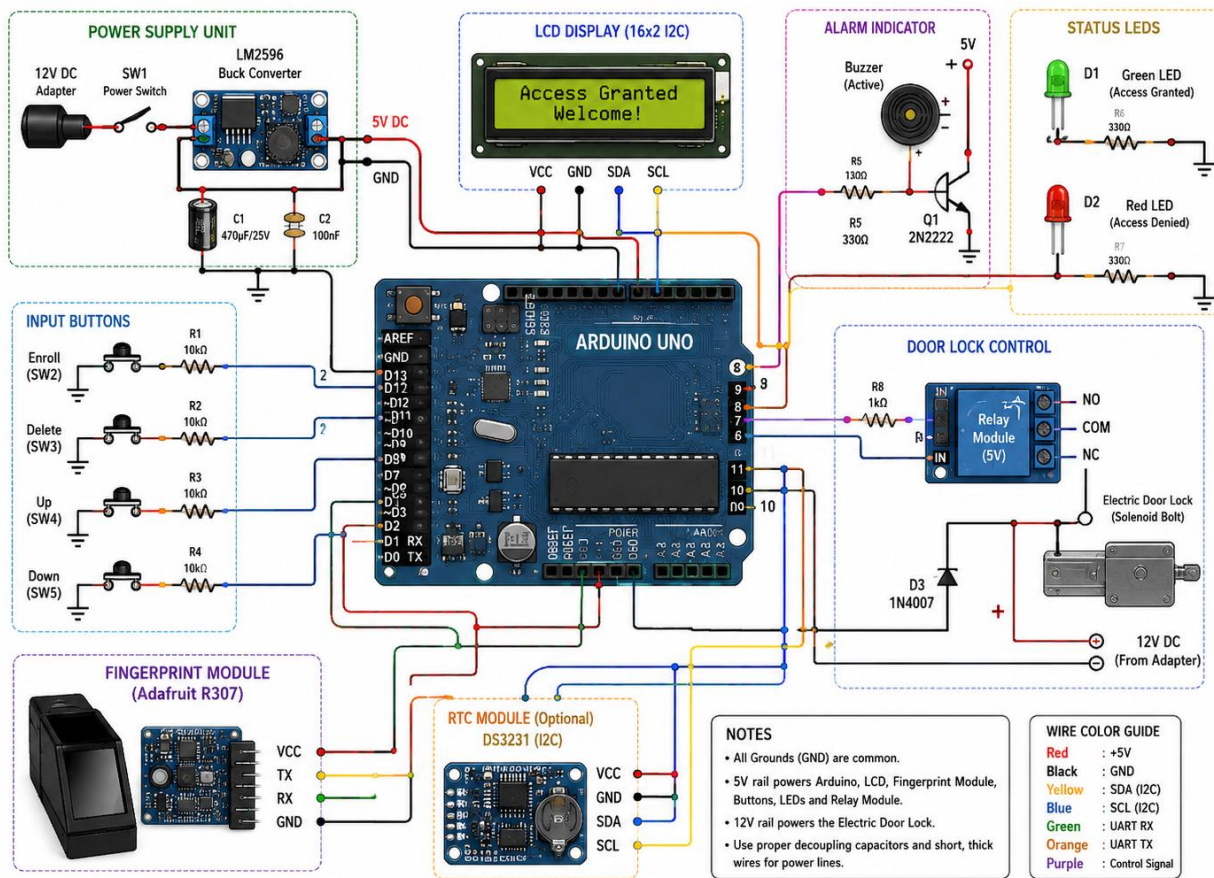 POWER SUPPLY UNIT
12V DC
Adapter
SW1
Power Switch
LM2596
Buck Converter
5V DC
GND
C1
470µF/25V
C2
100nF
LCD DISPLAY (16x2 I2C)
Access Granted
Welcome!
VCC GND SDA SCL
ALARM INDICATOR
Buzzer
(Active)
5V
+
+
−
+
R5
130Ω
R5
330Ω
Q1
2N2222
STATUS LEDS
D1
Green LED
(Access Granted)
R6
330Ω
D2
Red LED
(Access Denied)
R7
330Ω
INPUT BUTTONS
Enroll
(SW2)
R1
10kΩ
2
Delete
(SW3)
R2
10kΩ
?
Up
(SW4)
R3
10kΩ
Down
(SW5)
R4
10kΩ
ARDUINO UNO
AREF
GND
D13
D12
~D12
~D11
~D10
D7
~D3
D2
D1 RX
D0 TX
8
9 9
8
7
6
11
10
10
DOOR LOCK CONTROL
R8
1kΩ
IN
IN
Relay
Module
(5V)
NO
COM
NC
Electric Door Lock
(Solenoid Bolt)
D3
1N4007
+
+
12V DC
−
(From Adapter)
FINGERPRINT MODULE
(Adafruit R307)
VCC
TX
RX
GND
RTC MODULE (Optional)
DS3231 (I2C)
VCC
GND
SDA
SCL
NOTES
• All Grounds (GND) are common.
• 5V rail powers Arduino, LCD, Fingerprint Module,
Buttons, LEDs and Relay Module.
• 12V rail powers the Electric Door Lock.
• Use proper decoupling capacitors and short, thick
wires for power lines.
WIRE COLOR GUIDE
Red : +5V
Black : GND
Yellow : SDA (I2C)
Blue : SCL (I2C)
Green : UART RX
Orange : UART TX
Purple : Control Signal